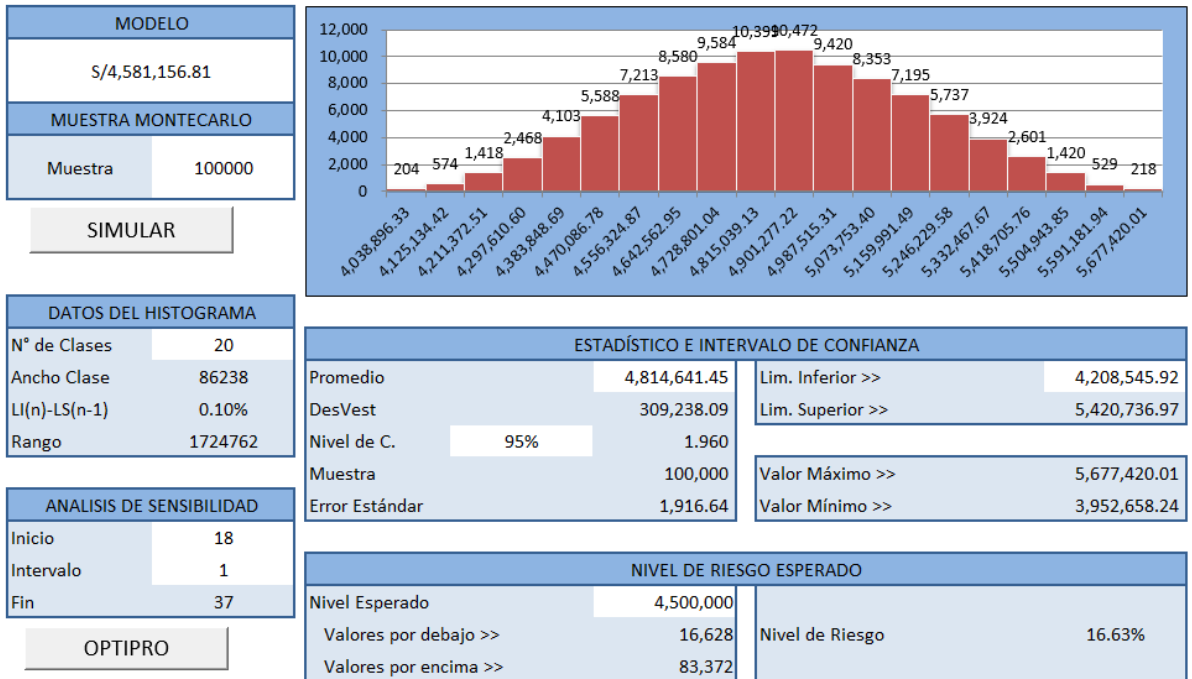 MODELO
S/4,581,156.81
MUESTRA MONTECARLO
Muestra 100000
SIMULAR
12,000
10,000
8,000
6,000
4,000
2,000
0
204 574 1,418 2,468 4,103 5,588 7,213 8,580 9,584 10,399 10,472 9,420 8,353 7,195 5,737 3,924 2,601 1,420 529 218
4,038,896.33 4,125,134.42 4,211,372.51 4,297,610.60 4,383,848.69 4,470,086.78 4,556,324.87 4,642,562.95 4,728,801.04 4,815,039.13 4,901,277.22 4,987,515.31 5,073,753.40 5,159,991.49 5,246,229.58 5,332,467.67 5,418,705.76 5,504,943.85 5,591,181.94 5,677,420.01
DATOS DEL HISTOGRAMA
N° de Clases 20
Ancho Clase 86238
LI(n)-LS(n-1) 0.10%
Rango 1724762
ANALISIS DE SENSIBILIDAD
Inicio 18
Intervalo 1
Fin 37
OPTIPRO
ESTADÍSTICO E INTERVALO DE CONFIANZA
Promedio 4,814,641.45 Lim. Inferior >> 4,208,545.92
DesVest 309,238.09 Lim. Superior >> 5,420,736.97
Nivel de C. 95% 1.960
Muestra 100,000 Valor Máximo >> 5,677,420.01
Error Estándar 1,916.64 Valor Mínimo >> 3,952,658.24
NIVEL DE RIESGO ESPERADO
Nivel Esperado 4,500,000
Valores por debajo >> 16,628 Nivel de Riesgo 16.63%
Valores por encima >> 83,372